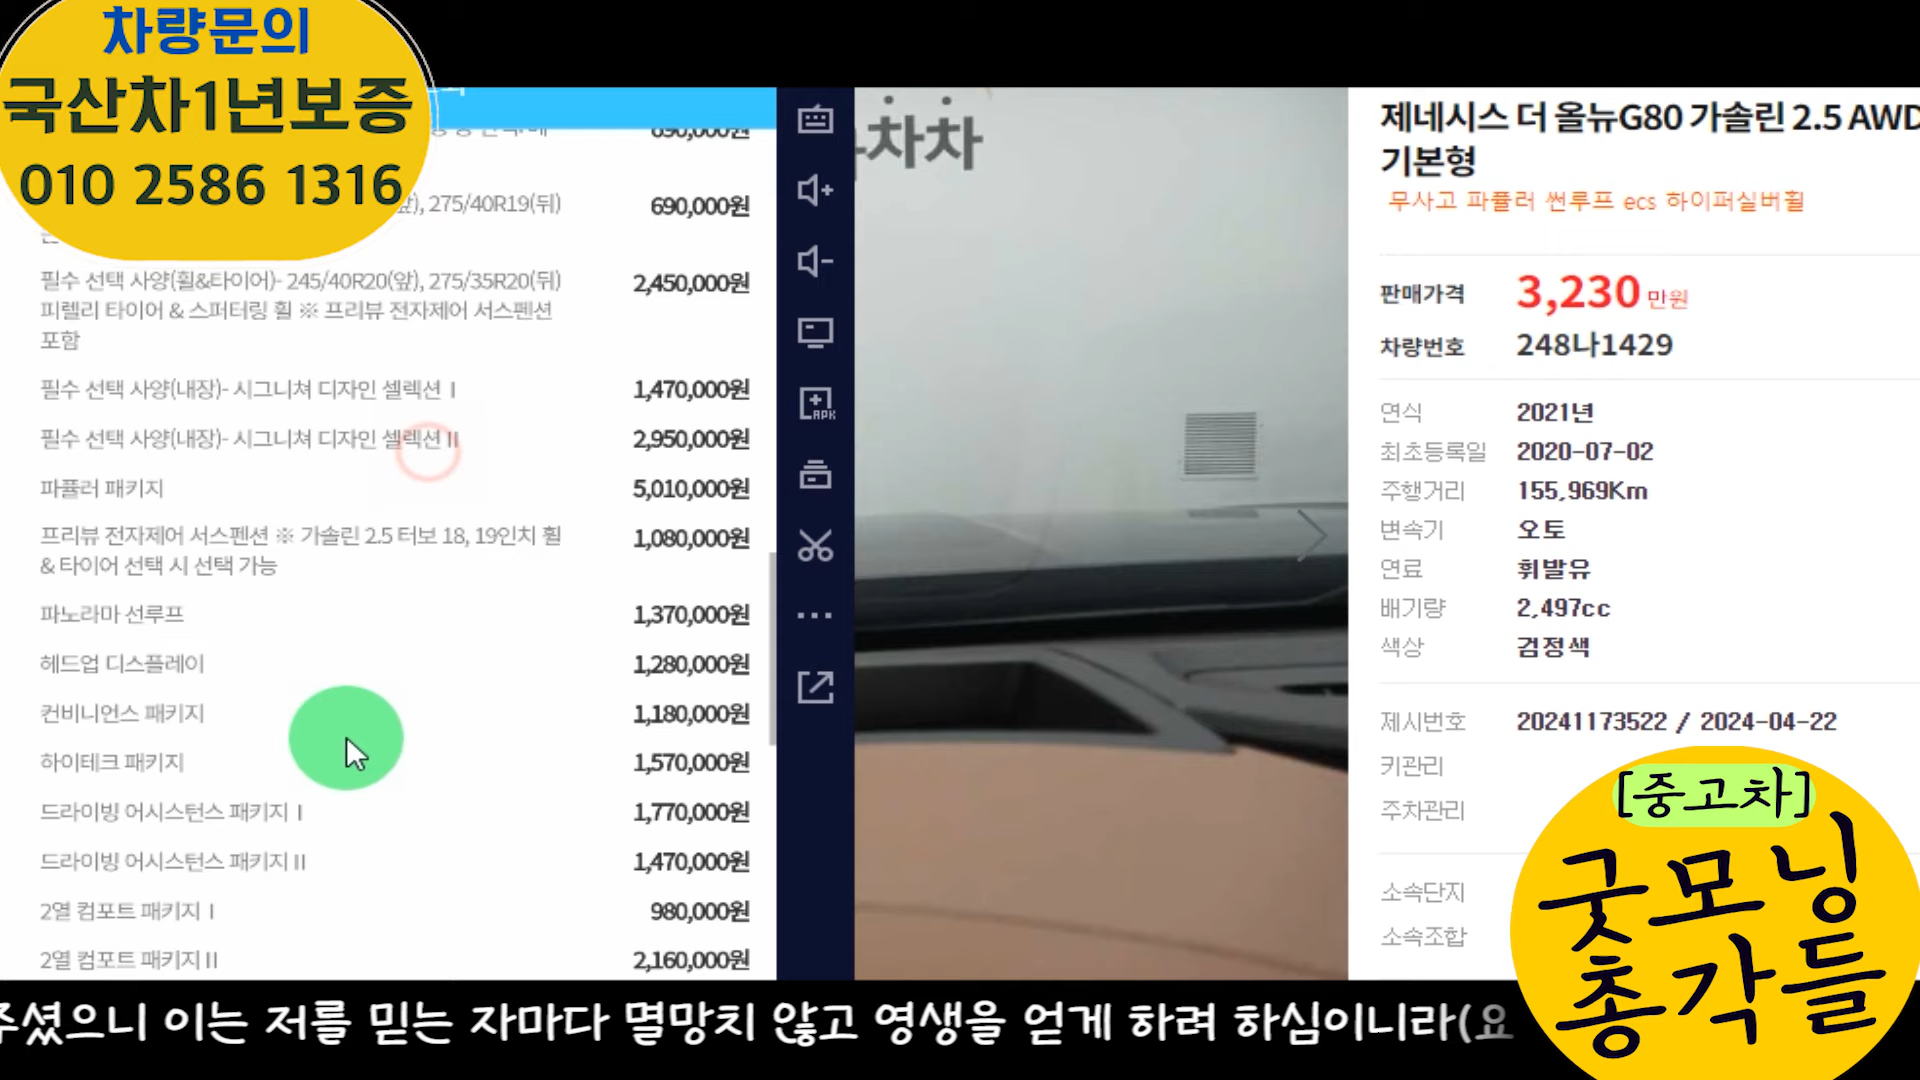 차량문의
국산차1년보증
010 2586 1316
690,000원
, 275/40R19(뒤)
690,000원
필수 선택 사양(휠&타이어)- 245/40R20(앞), 275/35R20(뒤)
피렐리 타이어 & 스퍼터링 휠 ※ 프리뷰 전자제어 서스펜션
포함
2,450,000원
필수 선택 사양(내장)- 시그니쳐 디자인 셀렉션 I
1,470,000원
필수 선택 사양(내장)- 시그니쳐 디자인 셀렉션 II
2,950,000원
파퓰러 패키지
5,010,000원
프리뷰 전자제어 서스펜션 ※ 가솔린 2.5 터보 18, 19인치 휠
& 타이어 선택 시 선택 가능
1,080,000원
파노라마 선루프
1,370,000원
헤드업 디스플레이
1,280,000원
컨비니언스 패키지
1,180,000원
하이테크 패키지
1,570,000원
드라이빙 어시스턴스 패키지 I
1,770,000원
드라이빙 어시스턴스 패키지 II
1,470,000원
2열 컴포트 패키지 I
980,000원
2열 컴포트 패키지 II
2,160,000원
APK
차차
제네시스 더 올뉴G80 가솔린 2.5 AWD
기본형
무사고 파퓰러 썬루프 ecs 하이퍼실버휠
판매가격 3,230 만원
차량번호 248나1429
연식 2021년
최초등록일 2020-07-02
주행거리 155,969Km
변속기 오토
연료 휘발유
배기량 2,497cc
색상 검정색
제시번호 20241173522 / 2024-04-22
키관리
주차관리
소속단지
소속조합
[중고차]
굿모닝
총각들
주셨으니 이는 저를 믿는 자마다 멸망치 않고 영생을 얻게 하려 하심이니라(요